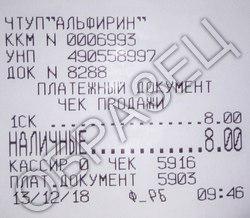 ЧТУП"АЛЬФИРИН"
ККМ N 0006993
УНП 490558997
ДОК N 8288
ПЛАТЕЖНЫЙ ДОКУМЕНТ
ЧЕК ПРОДАЖИ
1СК 8.00
НАЛИЧНЫЕ 8.00
КАССИР 0 ЧЕК 5916
ПЛАТ.ДОКУМЕНТ 5903
13/12/18 Ф_РБ 09:46
ОБРАЗЕЦ